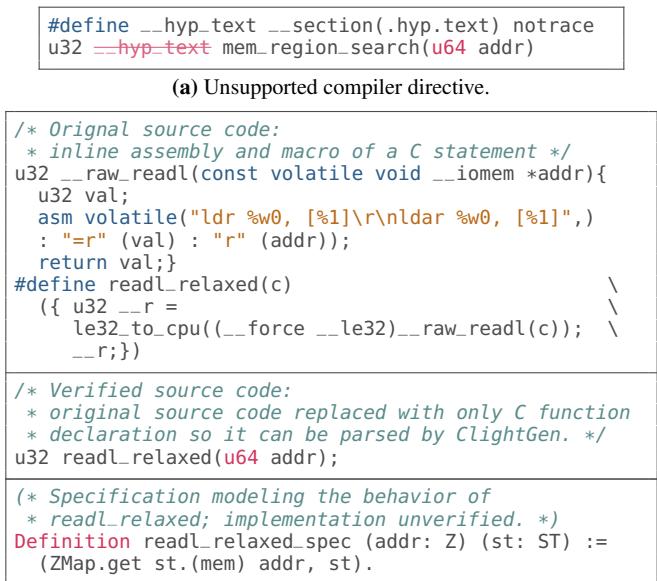 #define __hyp_text __section(.hyp.text) notrace
u32 __hyp_text mem_region_search(u64 addr)
(a) Unsupported compiler directive.
/* Orignal source code:
 * inline assembly and macro of a C statement */
u32 __raw_readl(const volatile void __iomem *addr){
  u32 val;
  asm volatile("ldr %w0, [%1]\r\nldar %w0, [%1]",)
  : "=r" (val) : "r" (addr));
  return val;}
#define readl_relaxed(c) \
  ({ u32 __r = \
     le32_to_cpu((__force __le32)__raw_readl(c)); \
     __r;})
/* Verified source code:
 * original source code replaced with only C function
 * declaration so it can be parsed by ClightGen. */
u32 readl_relaxed(u64 addr);
(* Specification modeling the behavior of
 * readl_relaxed; implementation unverified. *)
Definition readl_relaxed_spec (addr: Z) (st: ST) :=
  (ZMap.get st.(mem) addr, st).